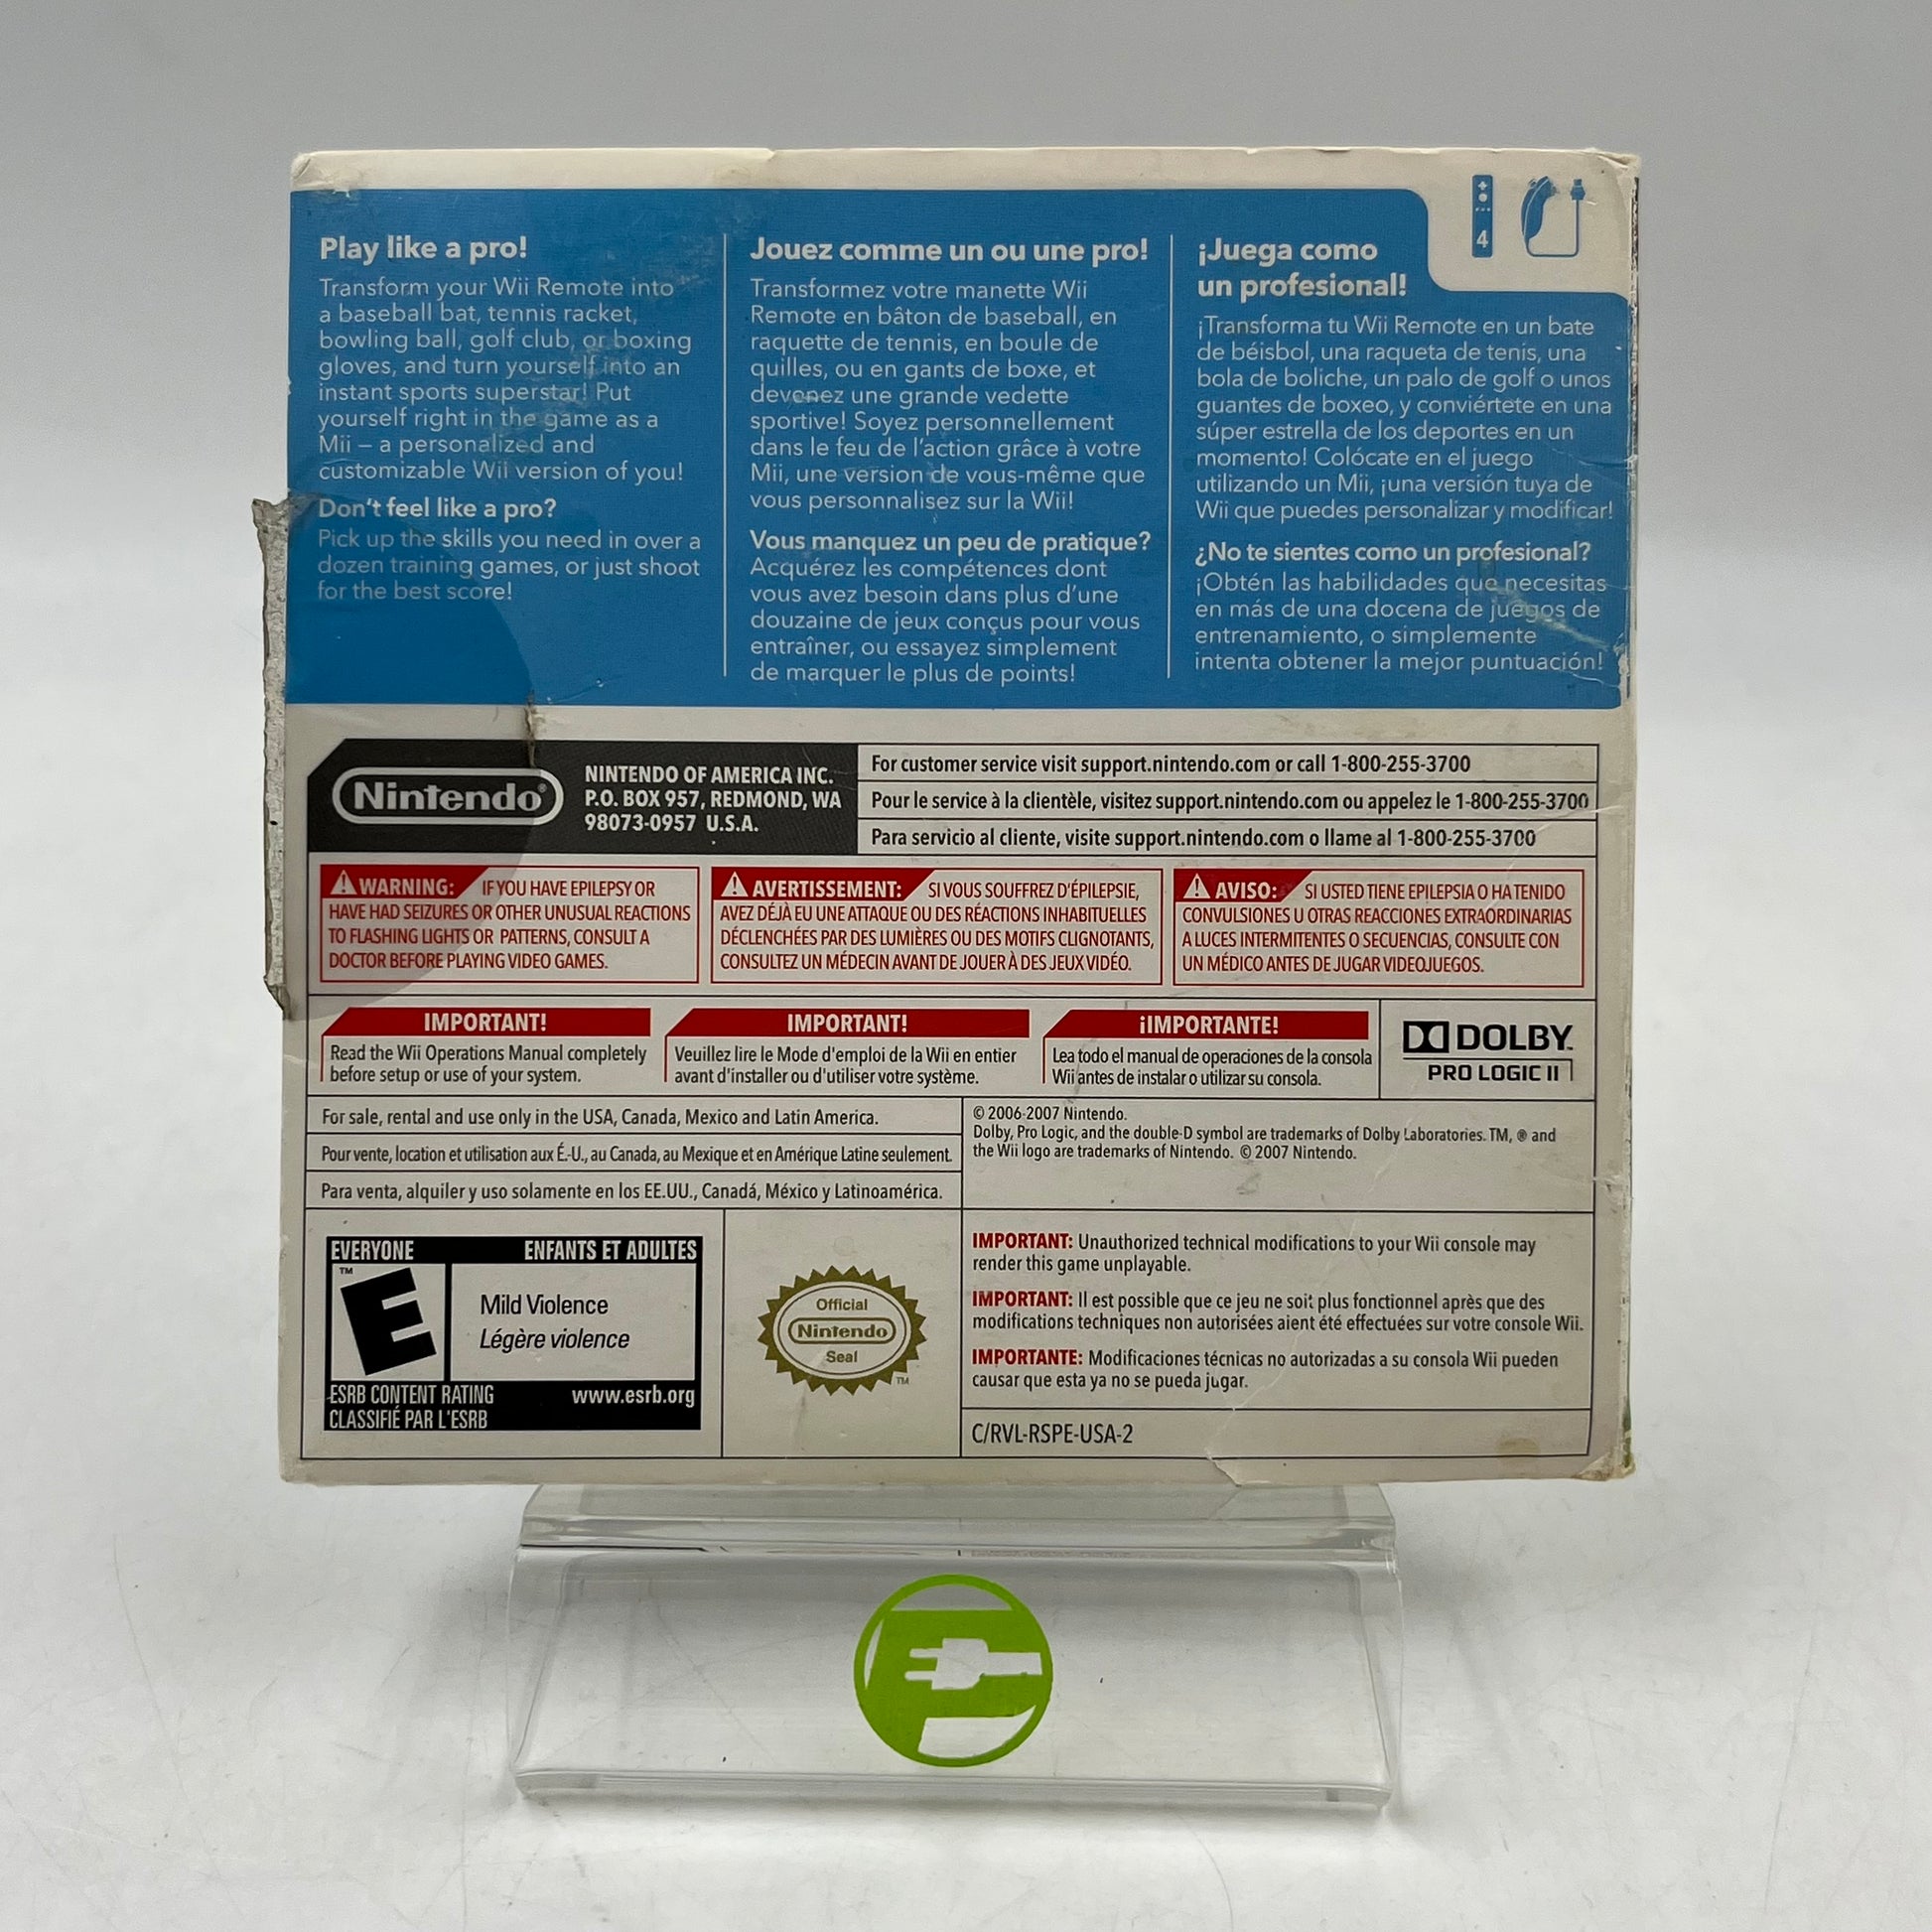 Play like a pro!
Transform your Wii Remote into
a baseball bat, tennis racket,
bowling ball, golf club, or boxing
gloves, and turn yourself into an
instant sports superstar! Put
yourself right in the game as a
Mii – a personalized and
customizable Wii version of you!
Don't feel like a pro?
Pick up the skills you need in over a
dozen training games, or just shoot
for the best score!
Jouez comme un ou une pro!
Transformez votre manette Wii
Remote en bâton de baseball, en
raquette de tennis, en boule de
quilles, ou en gants de boxe, et
devenez une grande vedette
sportive! Soyez personnellement
dans le feu de l'action grâce à votre
Mii, une version de vous-même que
vous personnalisez sur la Wii!
Vous manquez un peu de pratique?
Acquérez les compétences dont
vous avez besoin dans plus d'une
douzaine de jeux conçus pour vous
entraîner, ou essayez simplement
de marquer le plus de points!
¡Juega como
un profesional!
¡Transforma tu Wii Remote en un bate
de béisbol, una raqueta de tenis, una
bola de boliche, un palo de golf o unos
guantes de boxeo, y conviértete en una
súper estrella de los deportes en un
momento! Colócate en el juego
utilizando un Mii, ¡una versión tuya de
Wii que puedes personalizar y modificar!
¿No te sientes como un profesional?
¡Obtén las habilidades que necesitas
en más de una docena de juegos de
entrenamiento, o simplemente
intenta obtener la mejor puntuación!
4
Nintendo®
NINTENDO OF AMERICA INC.
P.O. BOX 957, REDMOND, WA
98073-0957 U.S.A.
For customer service visit support.nintendo.com or call 1-800-255-3700
Pour le service à la clientèle, visitez support.nintendo.com ou appelez le 1-800-255-3700
Para servicio al cliente, visite support.nintendo.com o llame al 1-800-255-3700
WARNING: IF YOU HAVE EPILEPSY OR
HAVE HAD SEIZURES OR OTHER UNUSUAL REACTIONS
TO FLASHING LIGHTS OR PATTERNS, CONSULT A
DOCTOR BEFORE PLAYING VIDEO GAMES.
AVERTISSEMENT: SI VOUS SOUFFREZ D'ÉPILEPSIE,
AVEZ DÉJÀ EU UNE ATTAQUE OU DES RÉACTIONS INHABITUELLES
DÉCLENCHÉES PAR DES LUMIÈRES OU DES MOTIFS CLIGNOTANTS,
CONSULTEZ UN MÉDECIN AVANT DE JOUER À DES JEUX VIDÉO.
AVISO: SI USTED TIENE EPILEPSIA O HA TENIDO
CONVULSIONES U OTRAS REACCIONES EXTRAORDINARIAS
A LUCES INTERMITENTES O SECUENCIAS, CONSULTE CON
UN MÉDICO ANTES DE JUGAR VIDEOJUEGOS.
IMPORTANT!
Read the Wii Operations Manual completely
before setup or use of your system.
IMPORTANT!
Veuillez lire le Mode d'emploi de la Wii en entier
avant d'installer ou d'utiliser votre système.
¡IMPORTANTE!
Lea todo el manual de operaciones de la consola
Wii antes de instalar o utilizar su consola.
DOLBY™
PRO LOGIC II
For sale, rental and use only in the USA, Canada, Mexico and Latin America.
Pour vente, location et utilisation aux É.-U., au Canada, au Mexique et en Amérique Latine seulement.
Para venta, alquiler y uso solamente en los EE.UU., Canadá, México y Latinoamérica.
© 2006-2007 Nintendo.
Dolby, Pro Logic, and the double-D symbol are trademarks of Dolby Laboratories. TM, ® and
the Wii logo are trademarks of Nintendo. © 2007 Nintendo.
EVERYONE ENFANTS ET ADULTES
™
E
Mild Violence
Légère violence
ESRB CONTENT RATING www.esrb.org
CLASSIFIÉ PAR L'ESRB
Official
Nintendo
Seal
TM
IMPORTANT: Unauthorized technical modifications to your Wii console may
render this game unplayable.
IMPORTANT: Il est possible que ce jeu ne soit plus fonctionnel après que des
modifications techniques non autorisées aient été effectuées sur votre console Wii.
IMPORTANTE: Modificaciones técnicas no autorizadas a su consola Wii pueden
causar que esta ya no se pueda jugar.
C/RVL-RSPE-USA-2